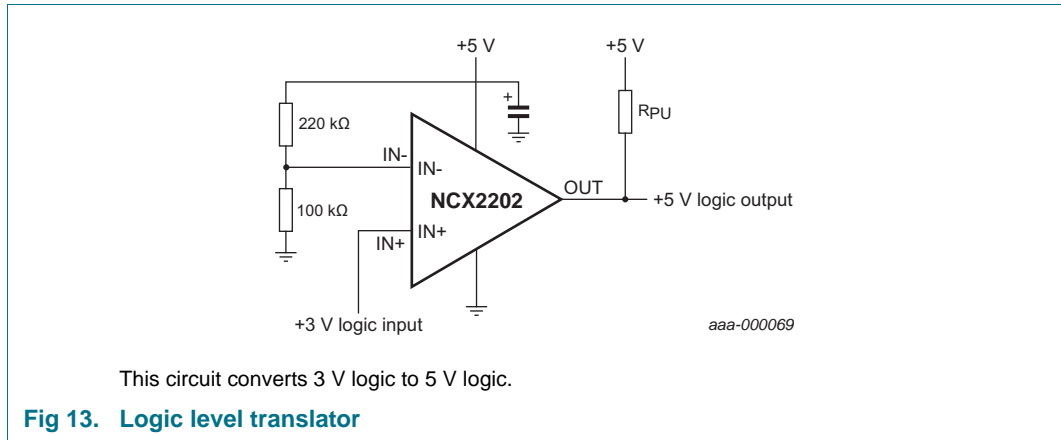 +5 V
+5 V
+
220 kΩ
RPU
IN-
IN-
NCX2202
OUT
+5 V logic output
100 kΩ
IN+
IN+
+3 V logic input
aaa-000069
This circuit converts 3 V logic to 5 V logic.
Fig 13. Logic level translator